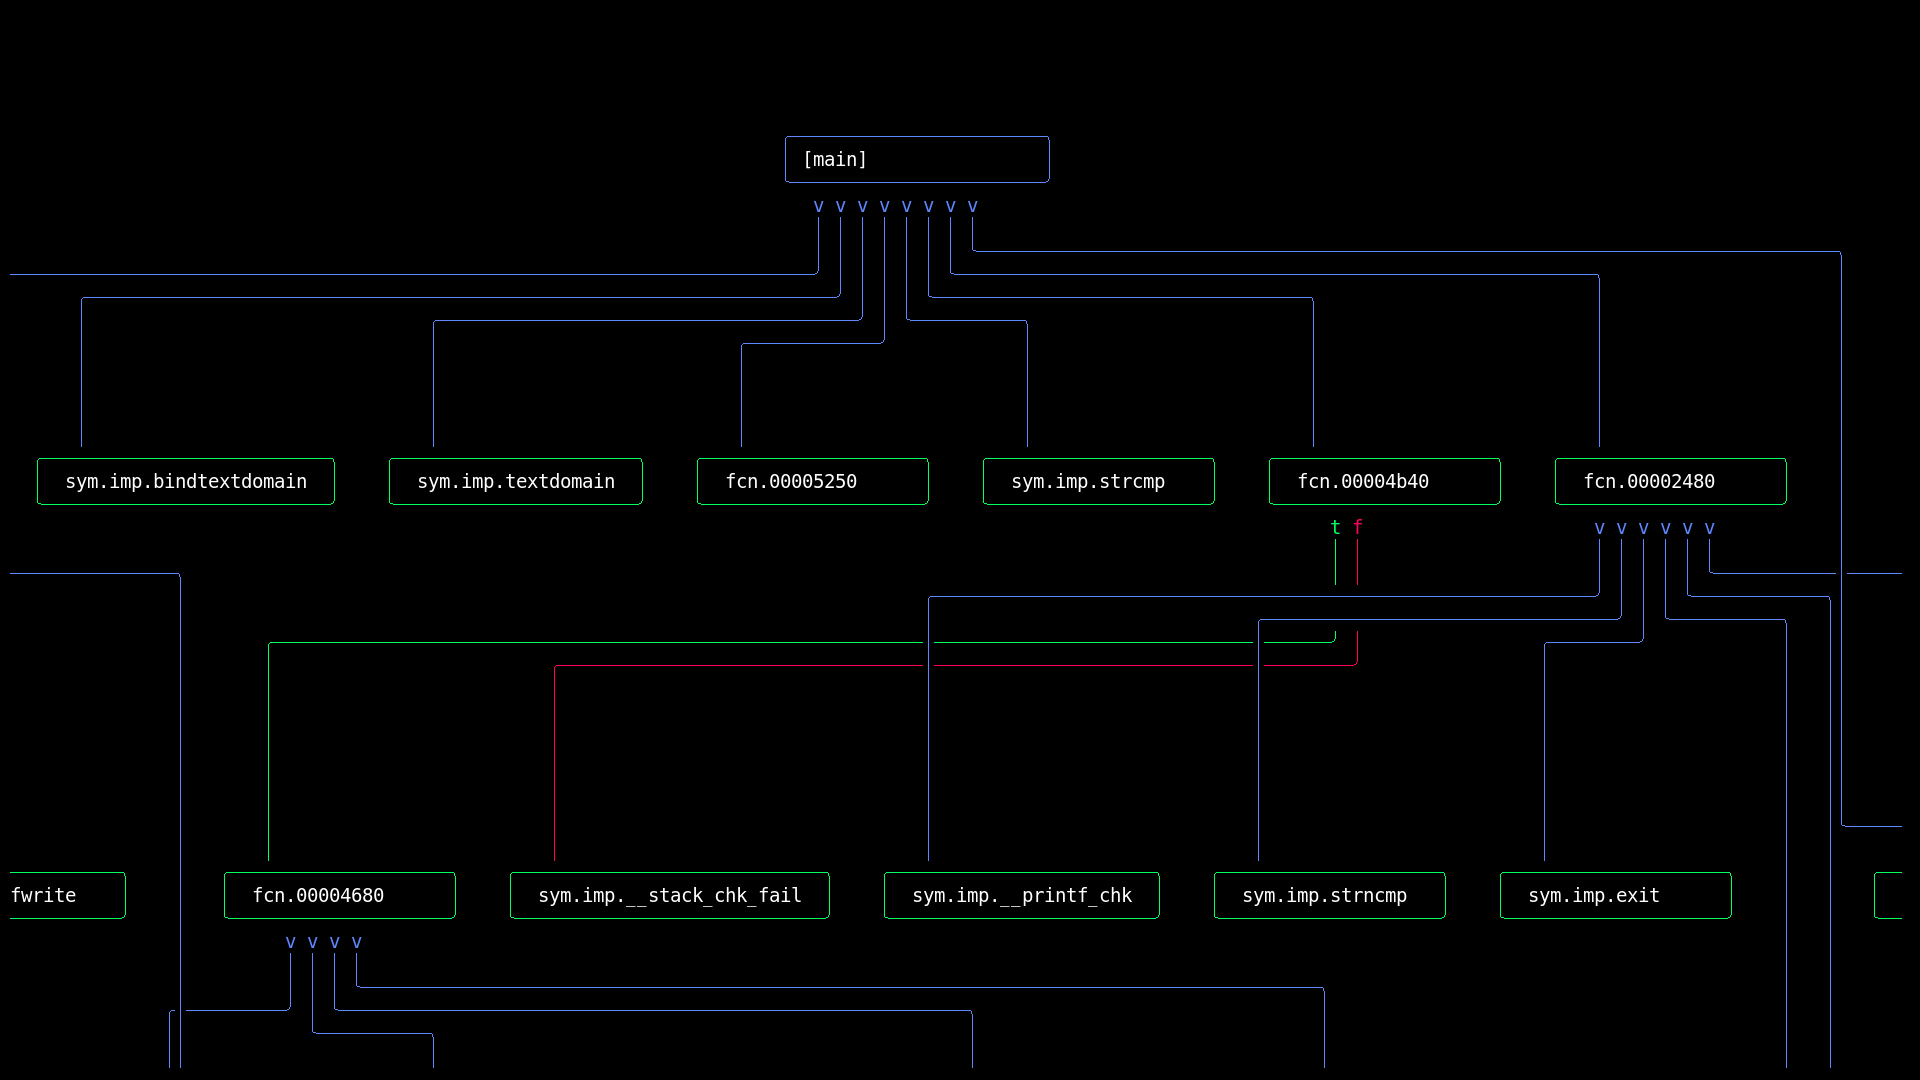 [main]
v v v v v v v v
sym.imp.bindtextdomain sym.imp.textdomain fcn.00005250 sym.imp.strcmp fcn.00004b40 fcn.00002480
t f v v v v v v
fwrite fcn.00004680 sym.imp.__stack_chk_fail sym.imp.__printf_chk sym.imp.strncmp sym.imp.exit
v v v v